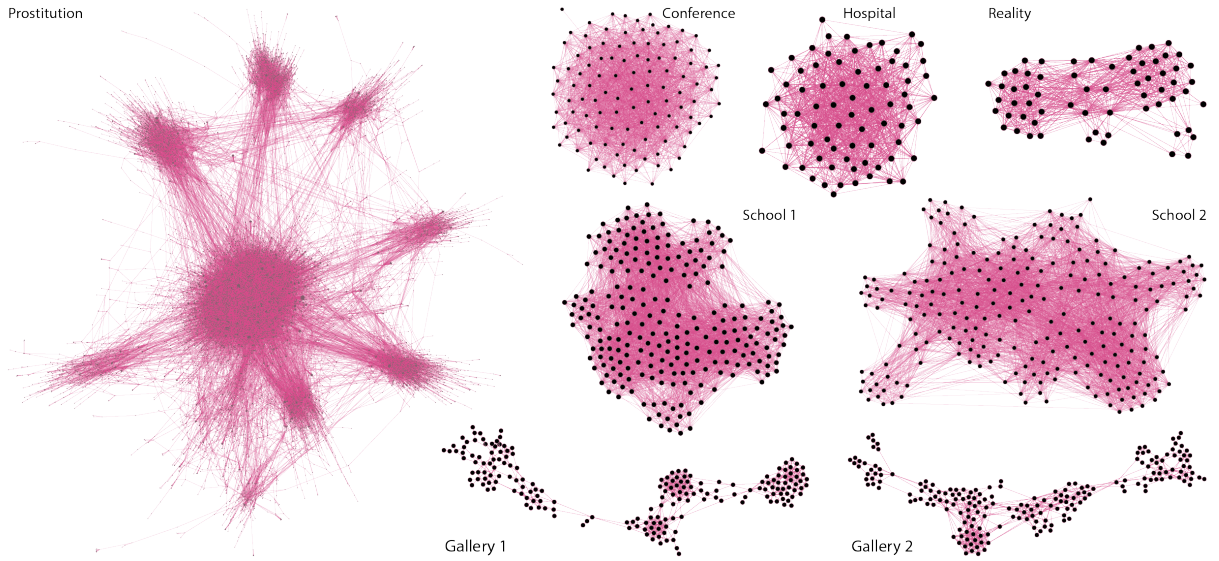 Prostitution
Conference
Hospital
Reality
School 1
School 2
Gallery 1
Gallery 2